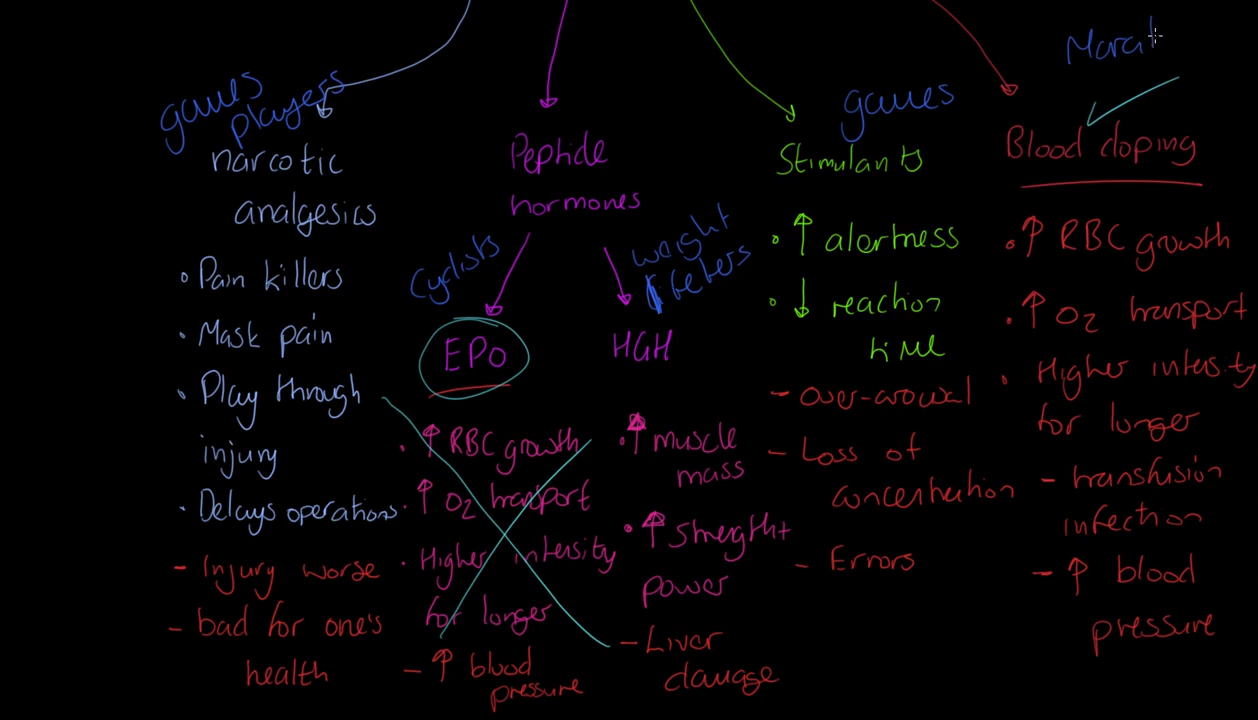 games
players
narcotic
analgesics
• Pain killers
• Mask pain
• Play through
injury
• Delays operations
- Injury worse
- bad for one's
health
Peptide
hormones
Cyclists
EPO
• ↑ RBC growth
• ↑ O2 transport
• Higher intensity
for longer
- ↑ blood
pressure
weight
lifters
HGH
• ↑ muscle
mass
• ↑ Strength +
power
- Liver
damage
games
Stimulants
• ↑ alertness
• ↓ reaction
time
- Over-arousal
- Loss of
concentration
- Errors
Marat
Blood doping
• ↑ RBC growth
• ↑ O2 transport
• Higher intensity
for longer
- transfusion
infection
- ↑ blood
pressure